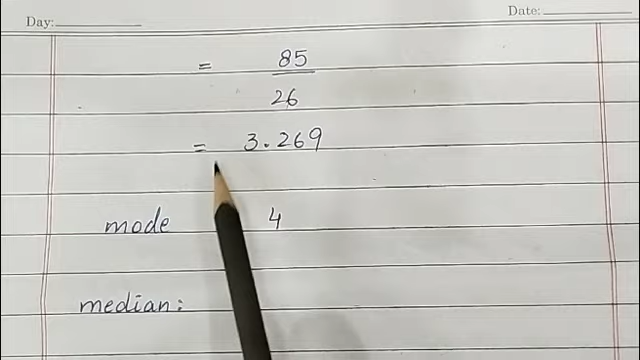 Day: Date:
= 85
26
= 3.269
mode 4
median: